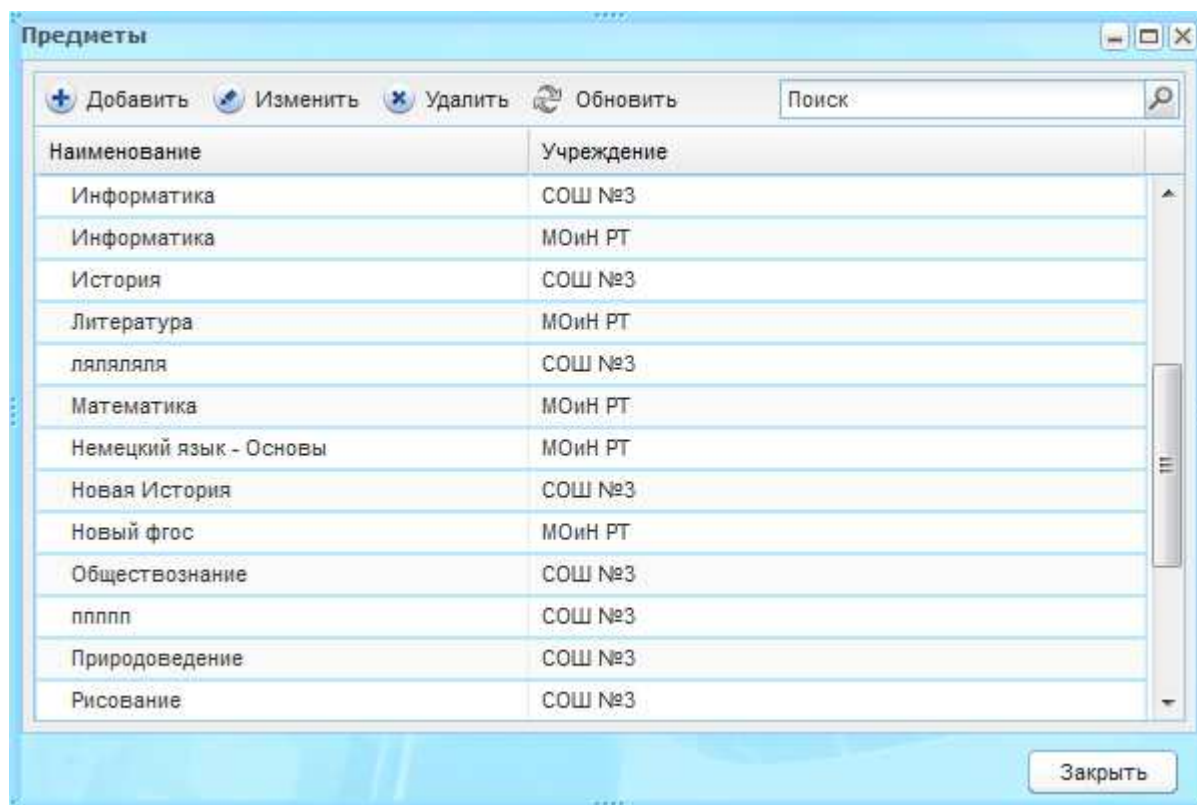 Предметы
Добавить Изменить Удалить Обновить Поиск
Наименование Учреждение
Информатика СОШ №3
Информатика МОиН РТ
История СОШ №3
Литература МОиН РТ
ляляляля СОШ №3
Математика МОиН РТ
Немецкий язык - Основы МОиН РТ
Новая История СОШ №3
Новый фгос МОиН РТ
Обществознание СОШ №3
ппппп СОШ №3
Природоведение СОШ №3
Рисование СОШ №3
Закрыть